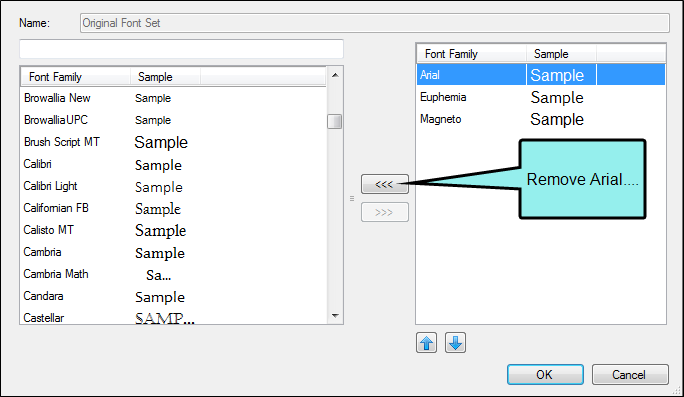 Name: Original Font Set
Font Family Sample
Browallia New Sample
BrowalliaUPC Sample
Brush Script MT Sample
Calibri Sample
Calibri Light Sample
Californian FB Sample
Calisto MT Sample
Cambria Sample
Cambria Math Sa...
Candara Sample
Castellar SAMP...
<<<
>>>
Font Family Sample
Arial Sample
Euphemia Sample
Magneto Sample
Remove Arial....
OK Cancel